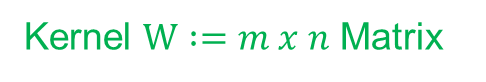 Kernel W := m x n Matrix